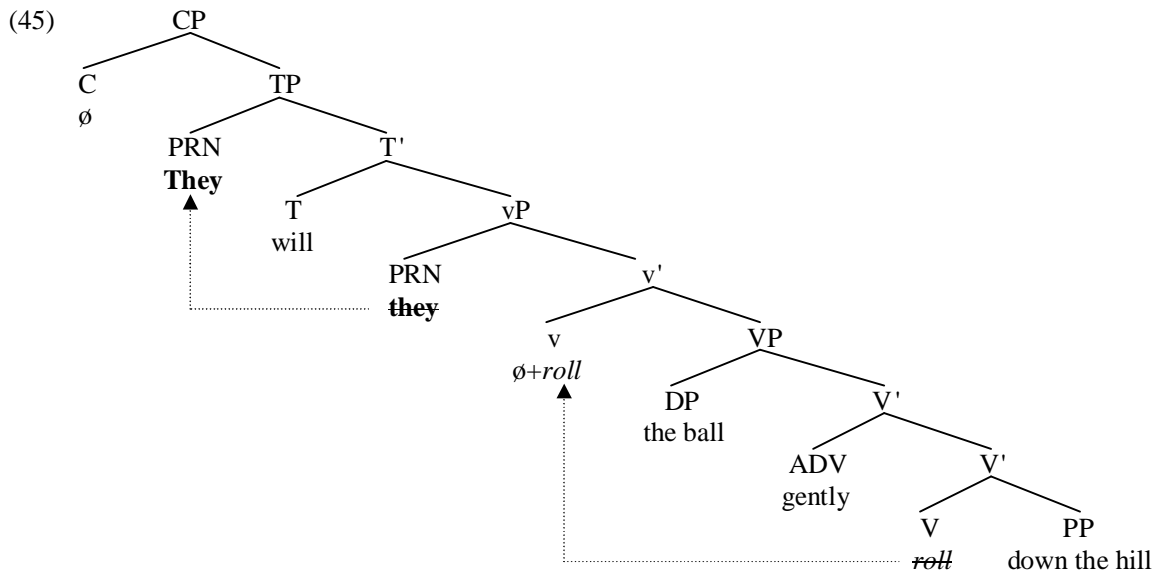 (45) CP
C TP
ø
PRN T'
They
T vP
will
PRN v'
they
v VP
ø+roll
DP V'
the ball
ADV V'
gently
V PP
roll down the hill